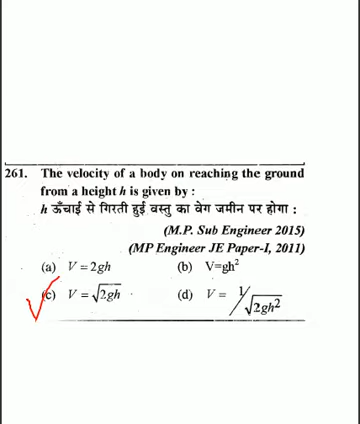 261. The velocity of a body on reaching the ground
from a height h is given by :
h ऊँचाई से गिरती हुई वस्तु का वेग जमीन पर होगा :
(M.P. Sub Engineer 2015)
(MP Engineer JE Paper-I, 2011)
(a) V = 2gh (b) V=gh²
(c) V = √2gh (d) V = 1/√2gh²